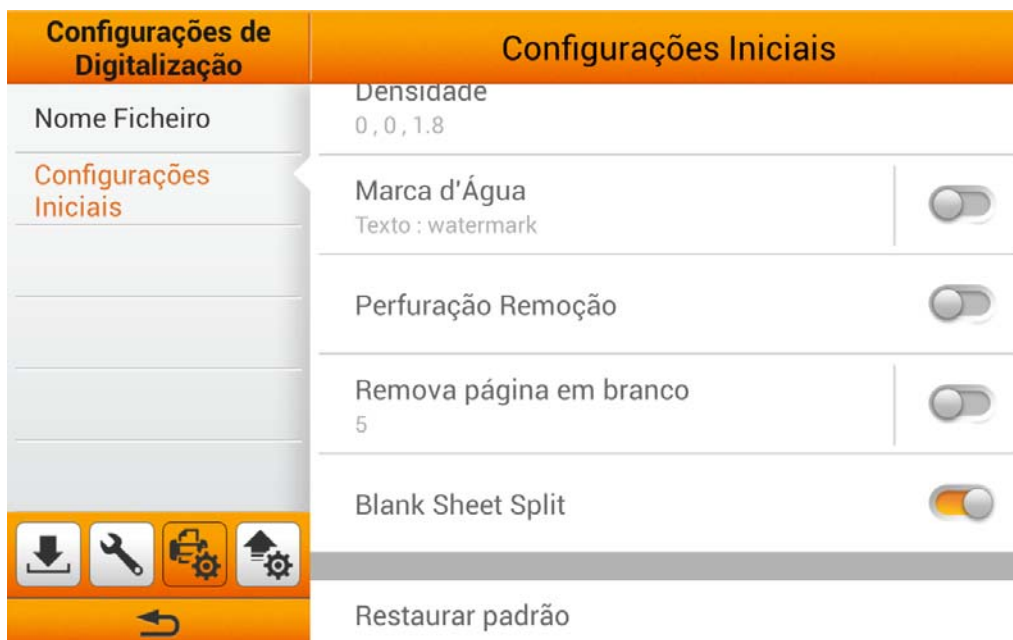 Configurações de
Digitalização
Configurações Iniciais
Nome Ficheiro
Configurações
Iniciais
Densidade
0 , 0 , 1.8
Marca d'Água
Texto : watermark
Perfuração Remoção
Remova página em branco
5
Blank Sheet Split
Restaurar padrão